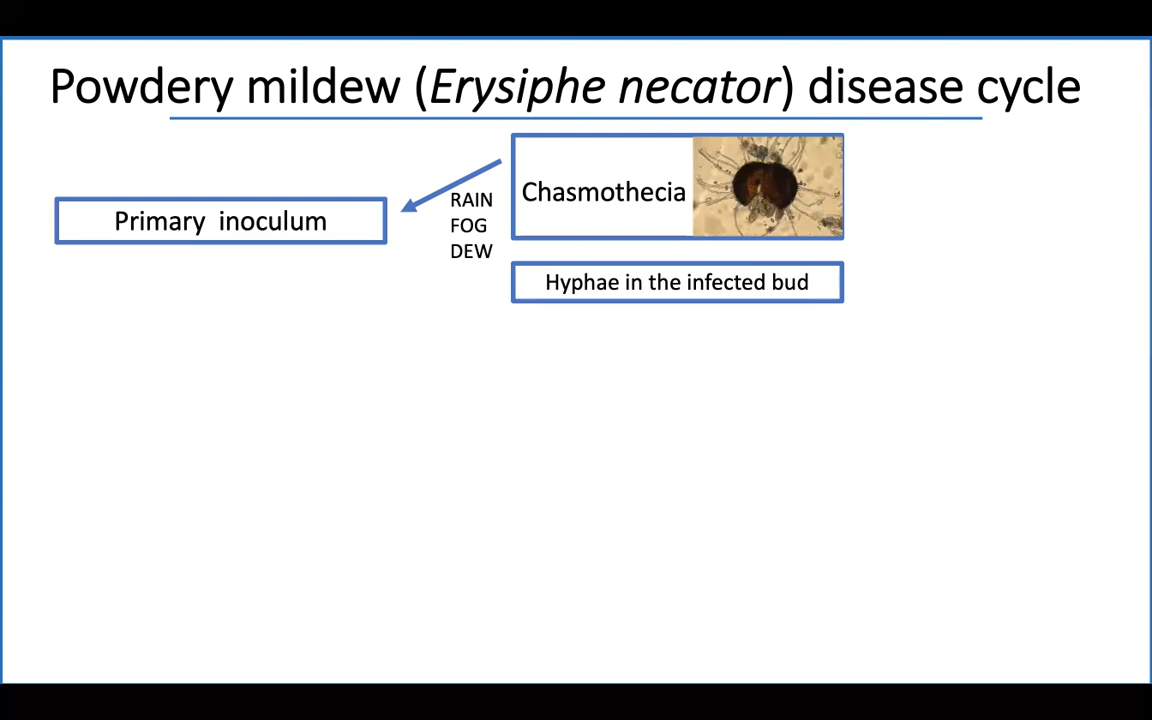 Powdery mildew (Erysiphe necator) disease cycle
Chasmothecia
RAIN
FOG
DEW
Primary inoculum
Hyphae in the infected bud